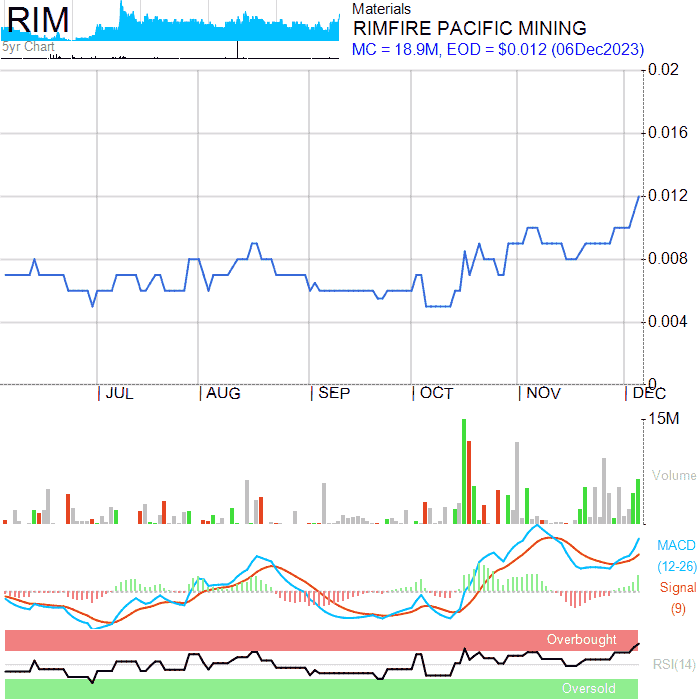 RIM
5yr Chart
Materials
RIMFIRE PACIFIC MINING
MC = 18.9M, EOD = $0.012 (06Dec2023)
0.02
0.016
0.012
0.008
0.004
0
JUL AUG SEP OCT NOV DEC
15M
Volume
MACD
(12-26)
Signal
(9)
Overbought
RSI(14)
Oversold